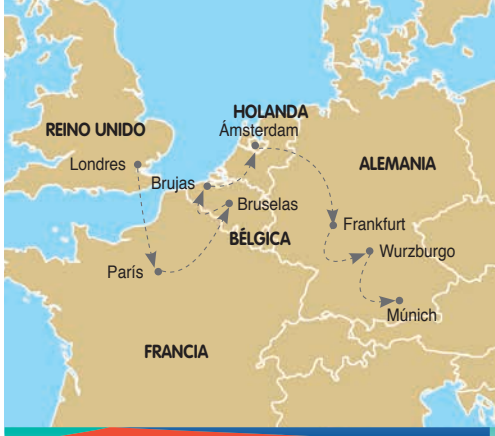 HOLANDA
REINO UNIDO
Ámsterdam
Londres
ALEMANIA
Brujas
Bruselas
Frankfurt
BÉLGICA
Wurzburgo
París
Múnich
FRANCIA